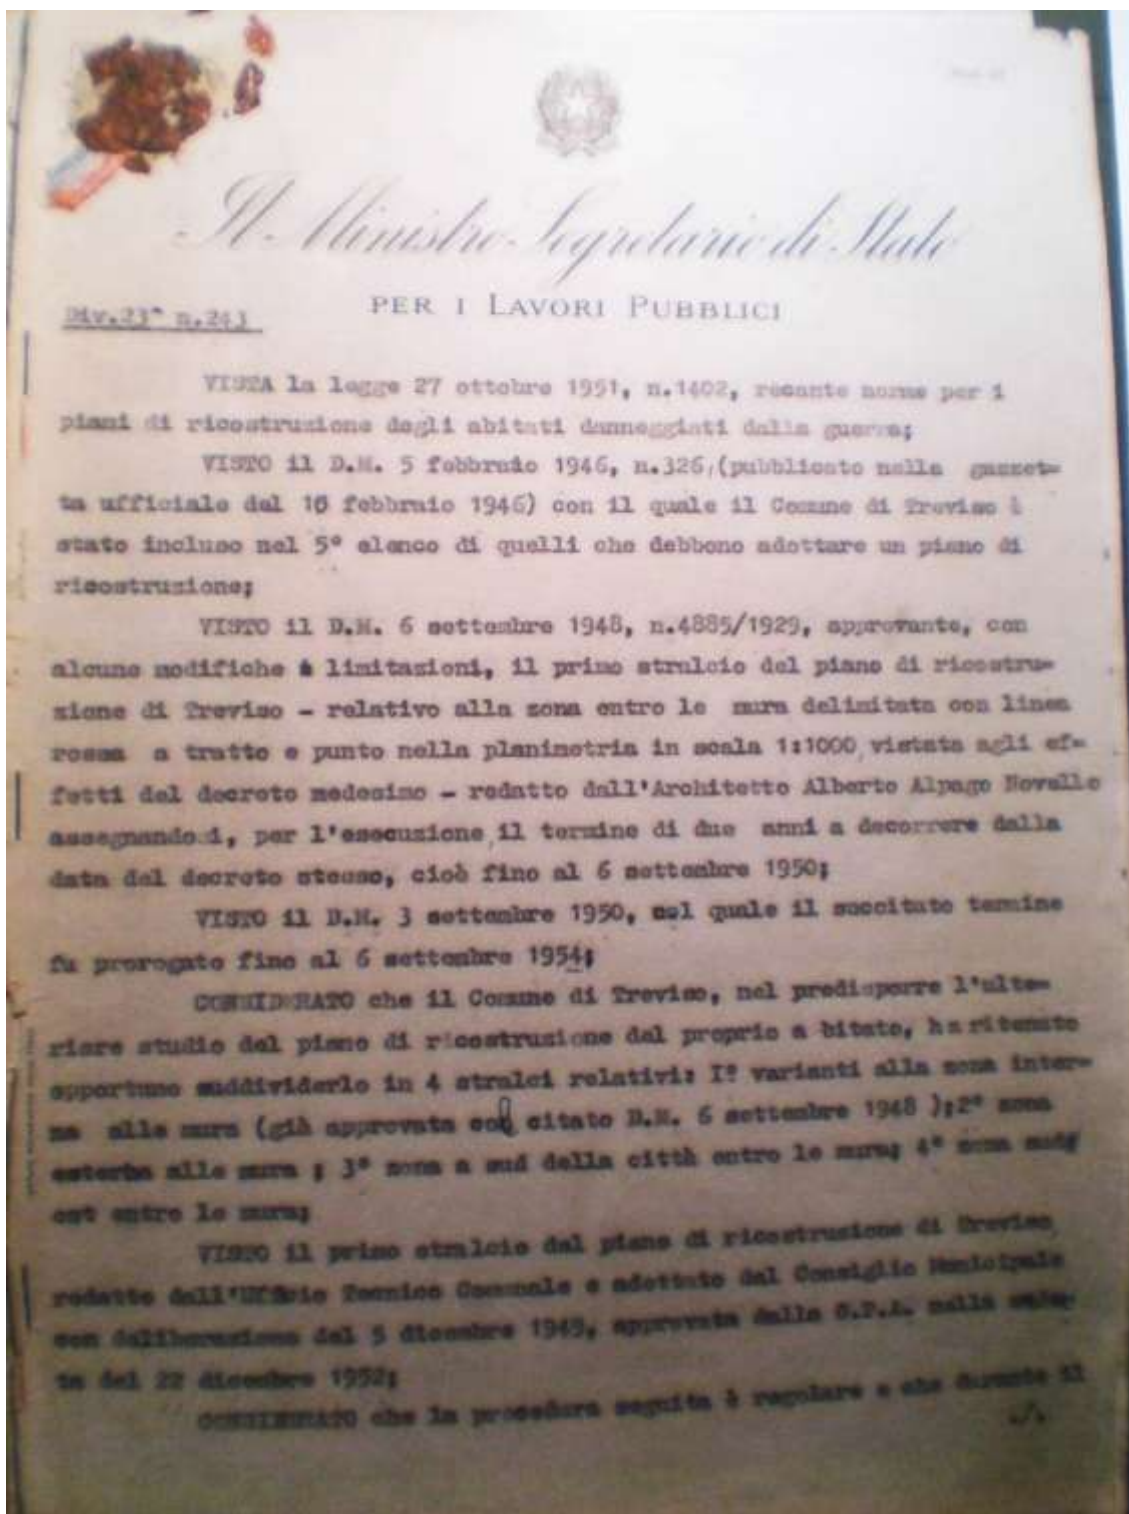 Il Ministro Segretario di Stato
PER I LAVORI PUBBLICI
Div.23^ n.243
VISTA la legge 27 ottobre 1951, n.1402, recante norme per i
piani di ricostruzione degli abitati danneggiati dalla guerra;
VISTO il D.M. 5 febbraio 1946, n.326,(pubblicato nella gazzet=
ta ufficiale del 16 febbraio 1946) con il quale il Comune di Treviso è
stato incluso nel 5° elenco di quelli che debbono adottare un piano di
ricostruzione;
VISTO il D.M. 6 settembre 1948, n.4885/1929, approvante, con
alcune modifiche e limitazioni, il primo stralcio del piano di ricostru=
zione di Treviso - relativo alla zona entro le mura delimitata con linea
rossa a tratto e punto nella planimetria in scala 1:1000 vistata agli ef=
fetti del decreto medesimo - redatto dall'Architetto Alberto Alpago Novello
assegnandosi, per l'esecuzione, il termine di due anni a decorrere dalla
data del decreto stesso, cioè fino al 6 settembre 1950;
VISTO il D.M. 3 settembre 1950, col quale il succitato termine
fu prorogato fino al 6 settembre 1954;
CONSIDERATO che il Comune di Treviso, nel predisporre l'ulte=
riore studio del piano di ricostruzione dal proprio a bitato, ha ritenuto
opportuno suddividerlo in 4 stralci relativi: I° varianti alla zona inter=
na alle mura (già approvata col citato D.M. 6 settembre 1948 );2° zona
esterna alle mura ; 3° zona a sud della città entro le mura; 4° zona sud
est entro le mura;
VISTO il primo stralcio dal piano di ricostruzione di Treviso,
redatto dall'Ufficio Tecnico Comunale e adottato dal Consiglio Municipale
con deliberazione del 5 dicembre 1949, approvata dalla G.P.A. nella sedu=
ta del 22 dicembre 1952;
CONSIDERATO che la procedura seguita è regolare e che durante il
./.